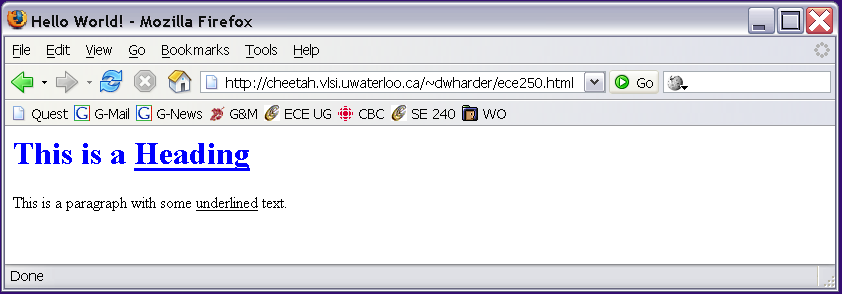 Hello World! - Mozilla Firefox
File Edit View Go Bookmarks Tools Help
http://cheetah.vlsi.uwaterloo.ca/~dwharder/ece250.html Go
Quest G-Mail G-News G&M ECE UG CBC SE 240 WO
This is a Heading
This is a paragraph with some underlined text.
Done